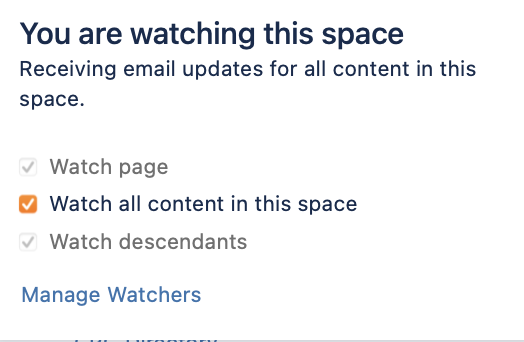 You are watching this space
Receiving email updates for all content in this
space.
Watch page
Watch all content in this space
Watch descendants
Manage Watchers